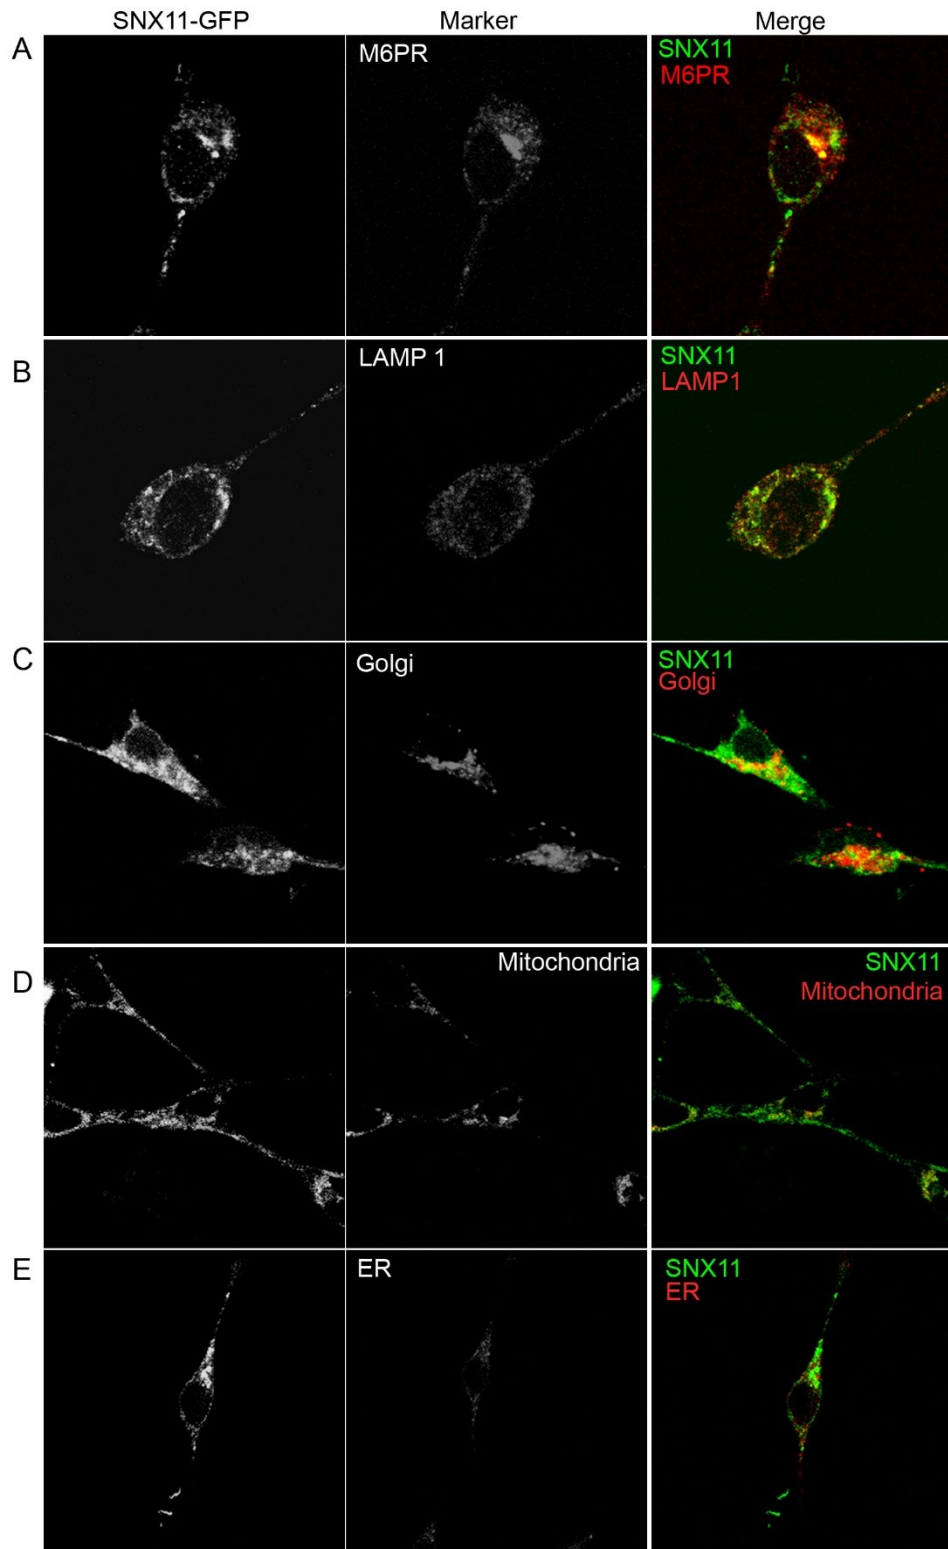 SNX11-GFP Marker Merge
A M6PR SNX11
M6PR
B LAMP 1 SNX11
LAMP1
C Golgi SNX11
Golgi
D Mitochondria SNX11
Mitochondria
E ER SNX11
ER